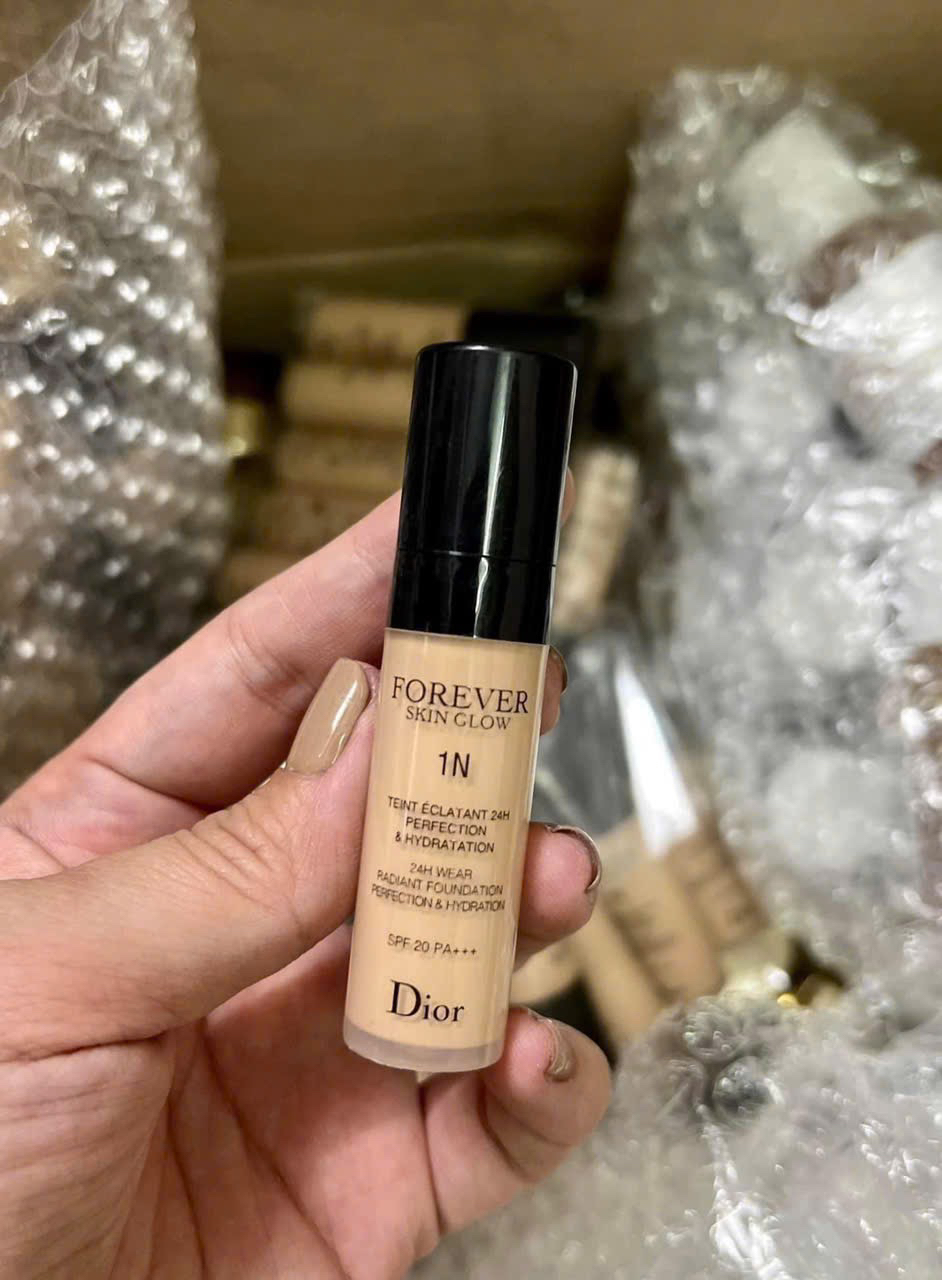 FOREVER
SKIN GLOW
1N
TEINT ÉCLATANT 24H
PERFECTION
& HYDRATATION
24H WEAR
RADIANT FOUNDATION
PERFECTION & HYDRATION
SPF 20 PA+++
Dior